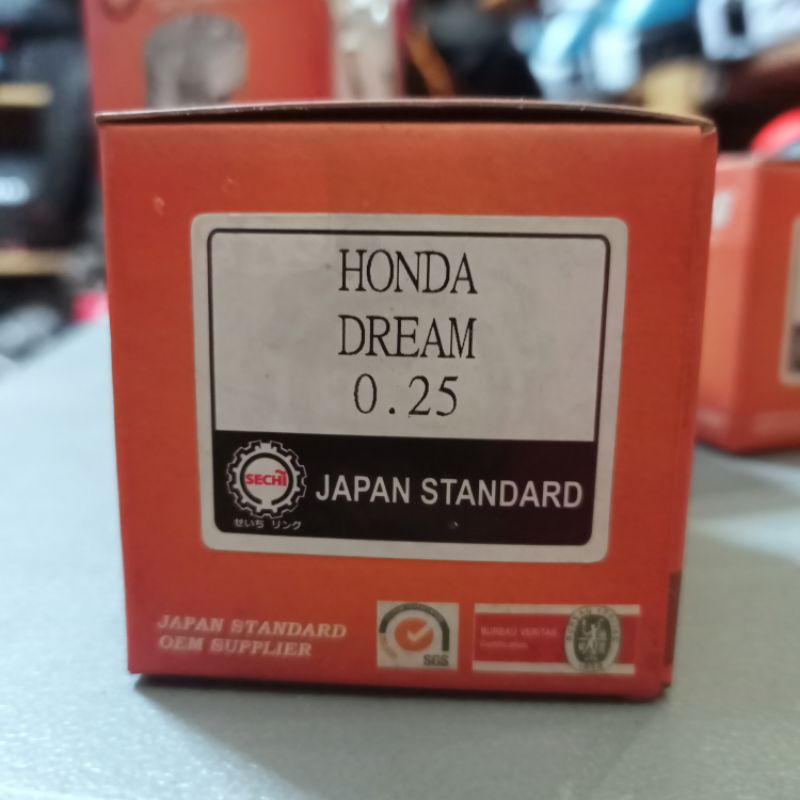 HONDA
DREAM
0.25
SECHI
せいち リング
JAPAN STANDARD
JAPAN STANDARD
OEM SUPPLIER
SGS
BUREAU VERITAS
Certification